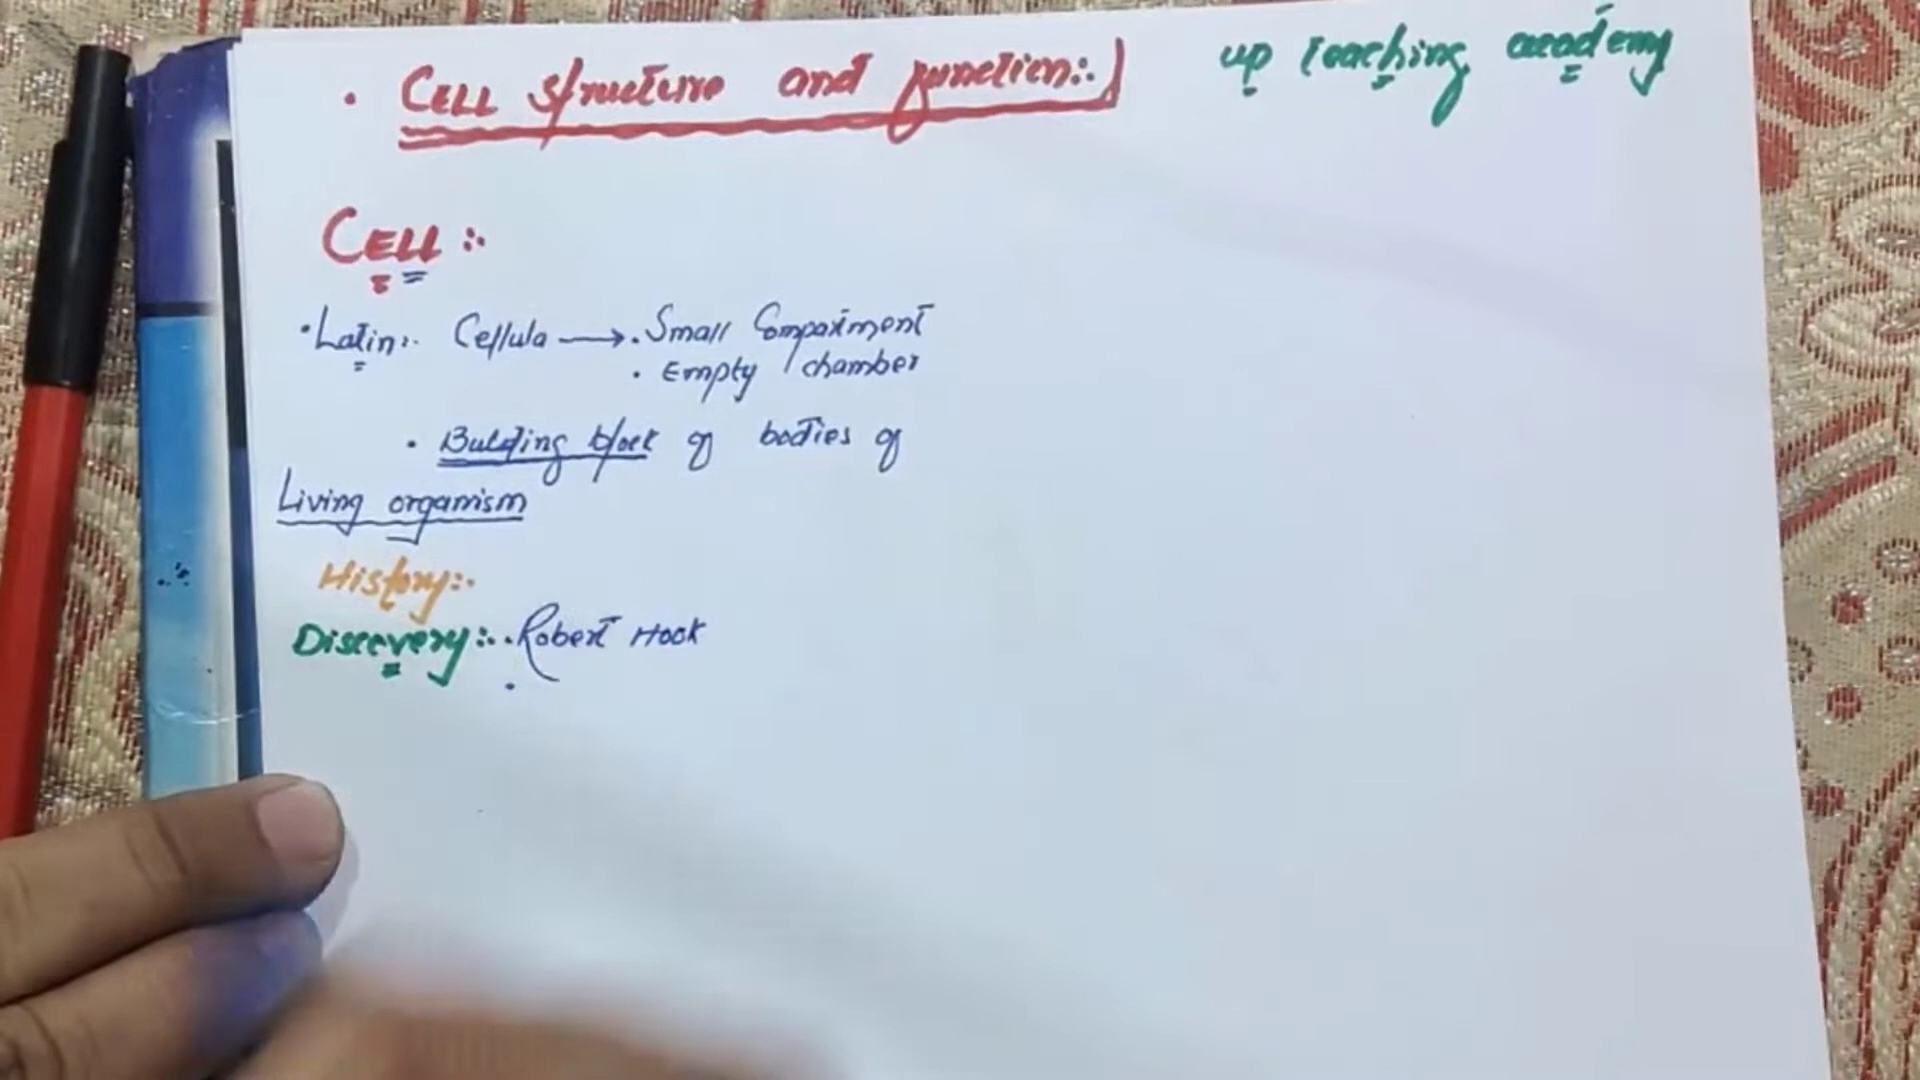 • CELL structure and function:-
up teaching academy
CELL :-
• Latin:- Cellula → • Small Compartment
• Empty chamber
• Building block of bodies of
Living organism
History:-
Discovery:- • Robert Hook
•